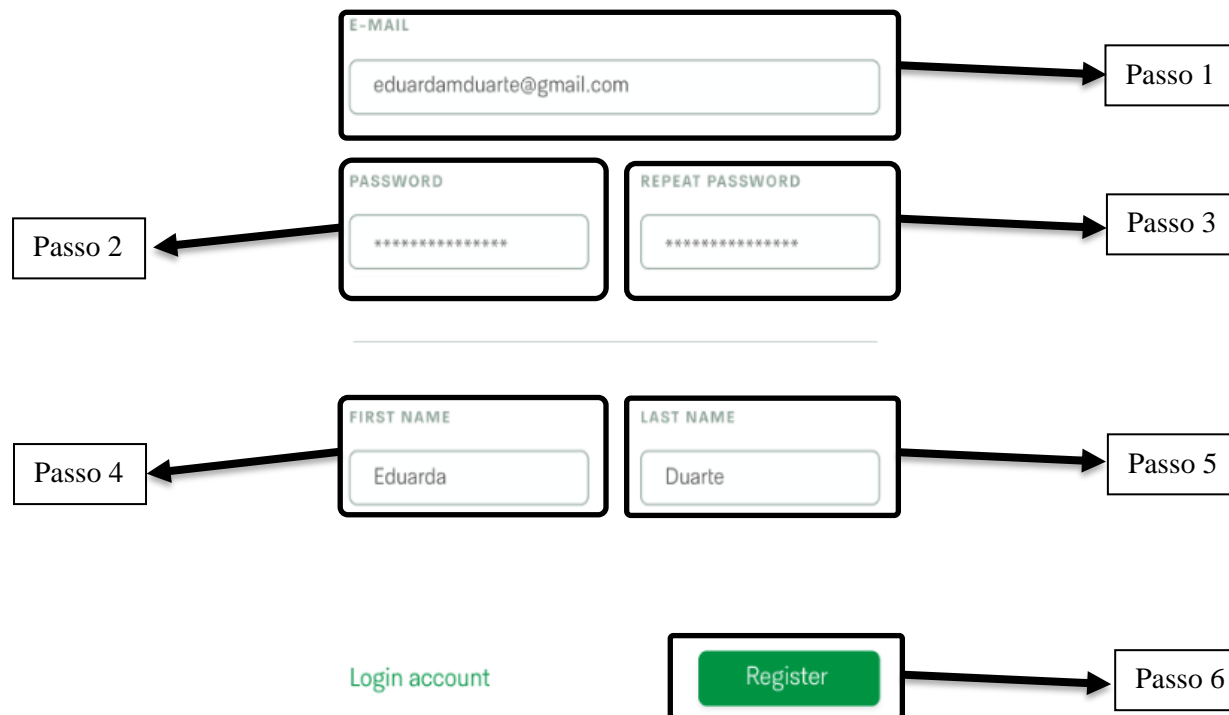 E-MAIL
eduardamduarte@gmail.com
Passo 1
PASSWORD
REPEAT PASSWORD
Passo 2
***************
***************
Passo 3
FIRST NAME
LAST NAME
Passo 4
Eduarda
Duarte
Passo 5
Login account
Register
Passo 6